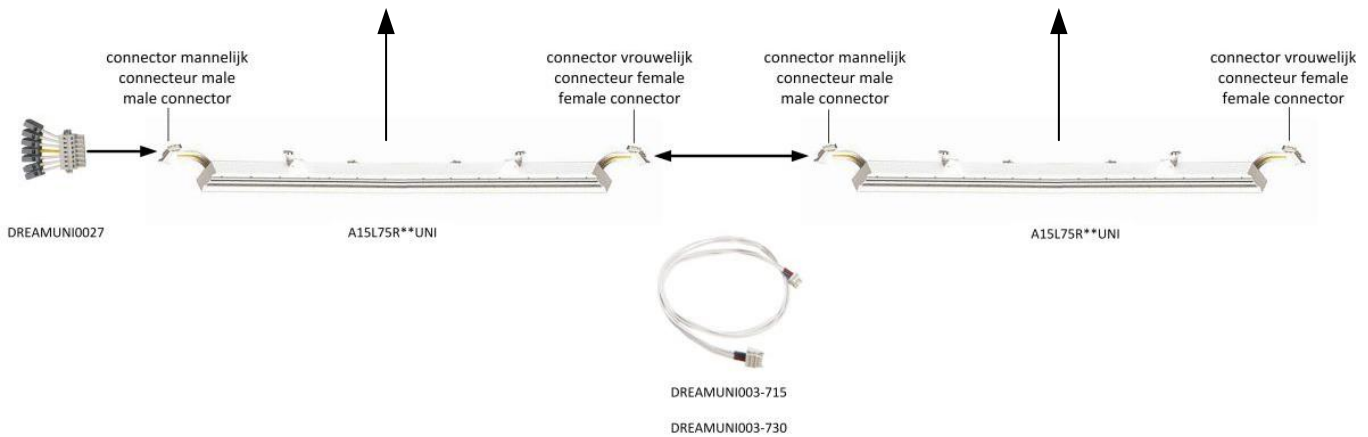 connector mannelijk
connecteur male
male connector
connector vrouwelijk
connecteur female
female connector
connector mannelijk
connecteur male
male connector
connector vrouwelijk
connecteur female
female connector
DREAMUNI0027
A15L75R**UNI
A15L75R**UNI
DREAMUNI003-715
DREAMUNI003-730